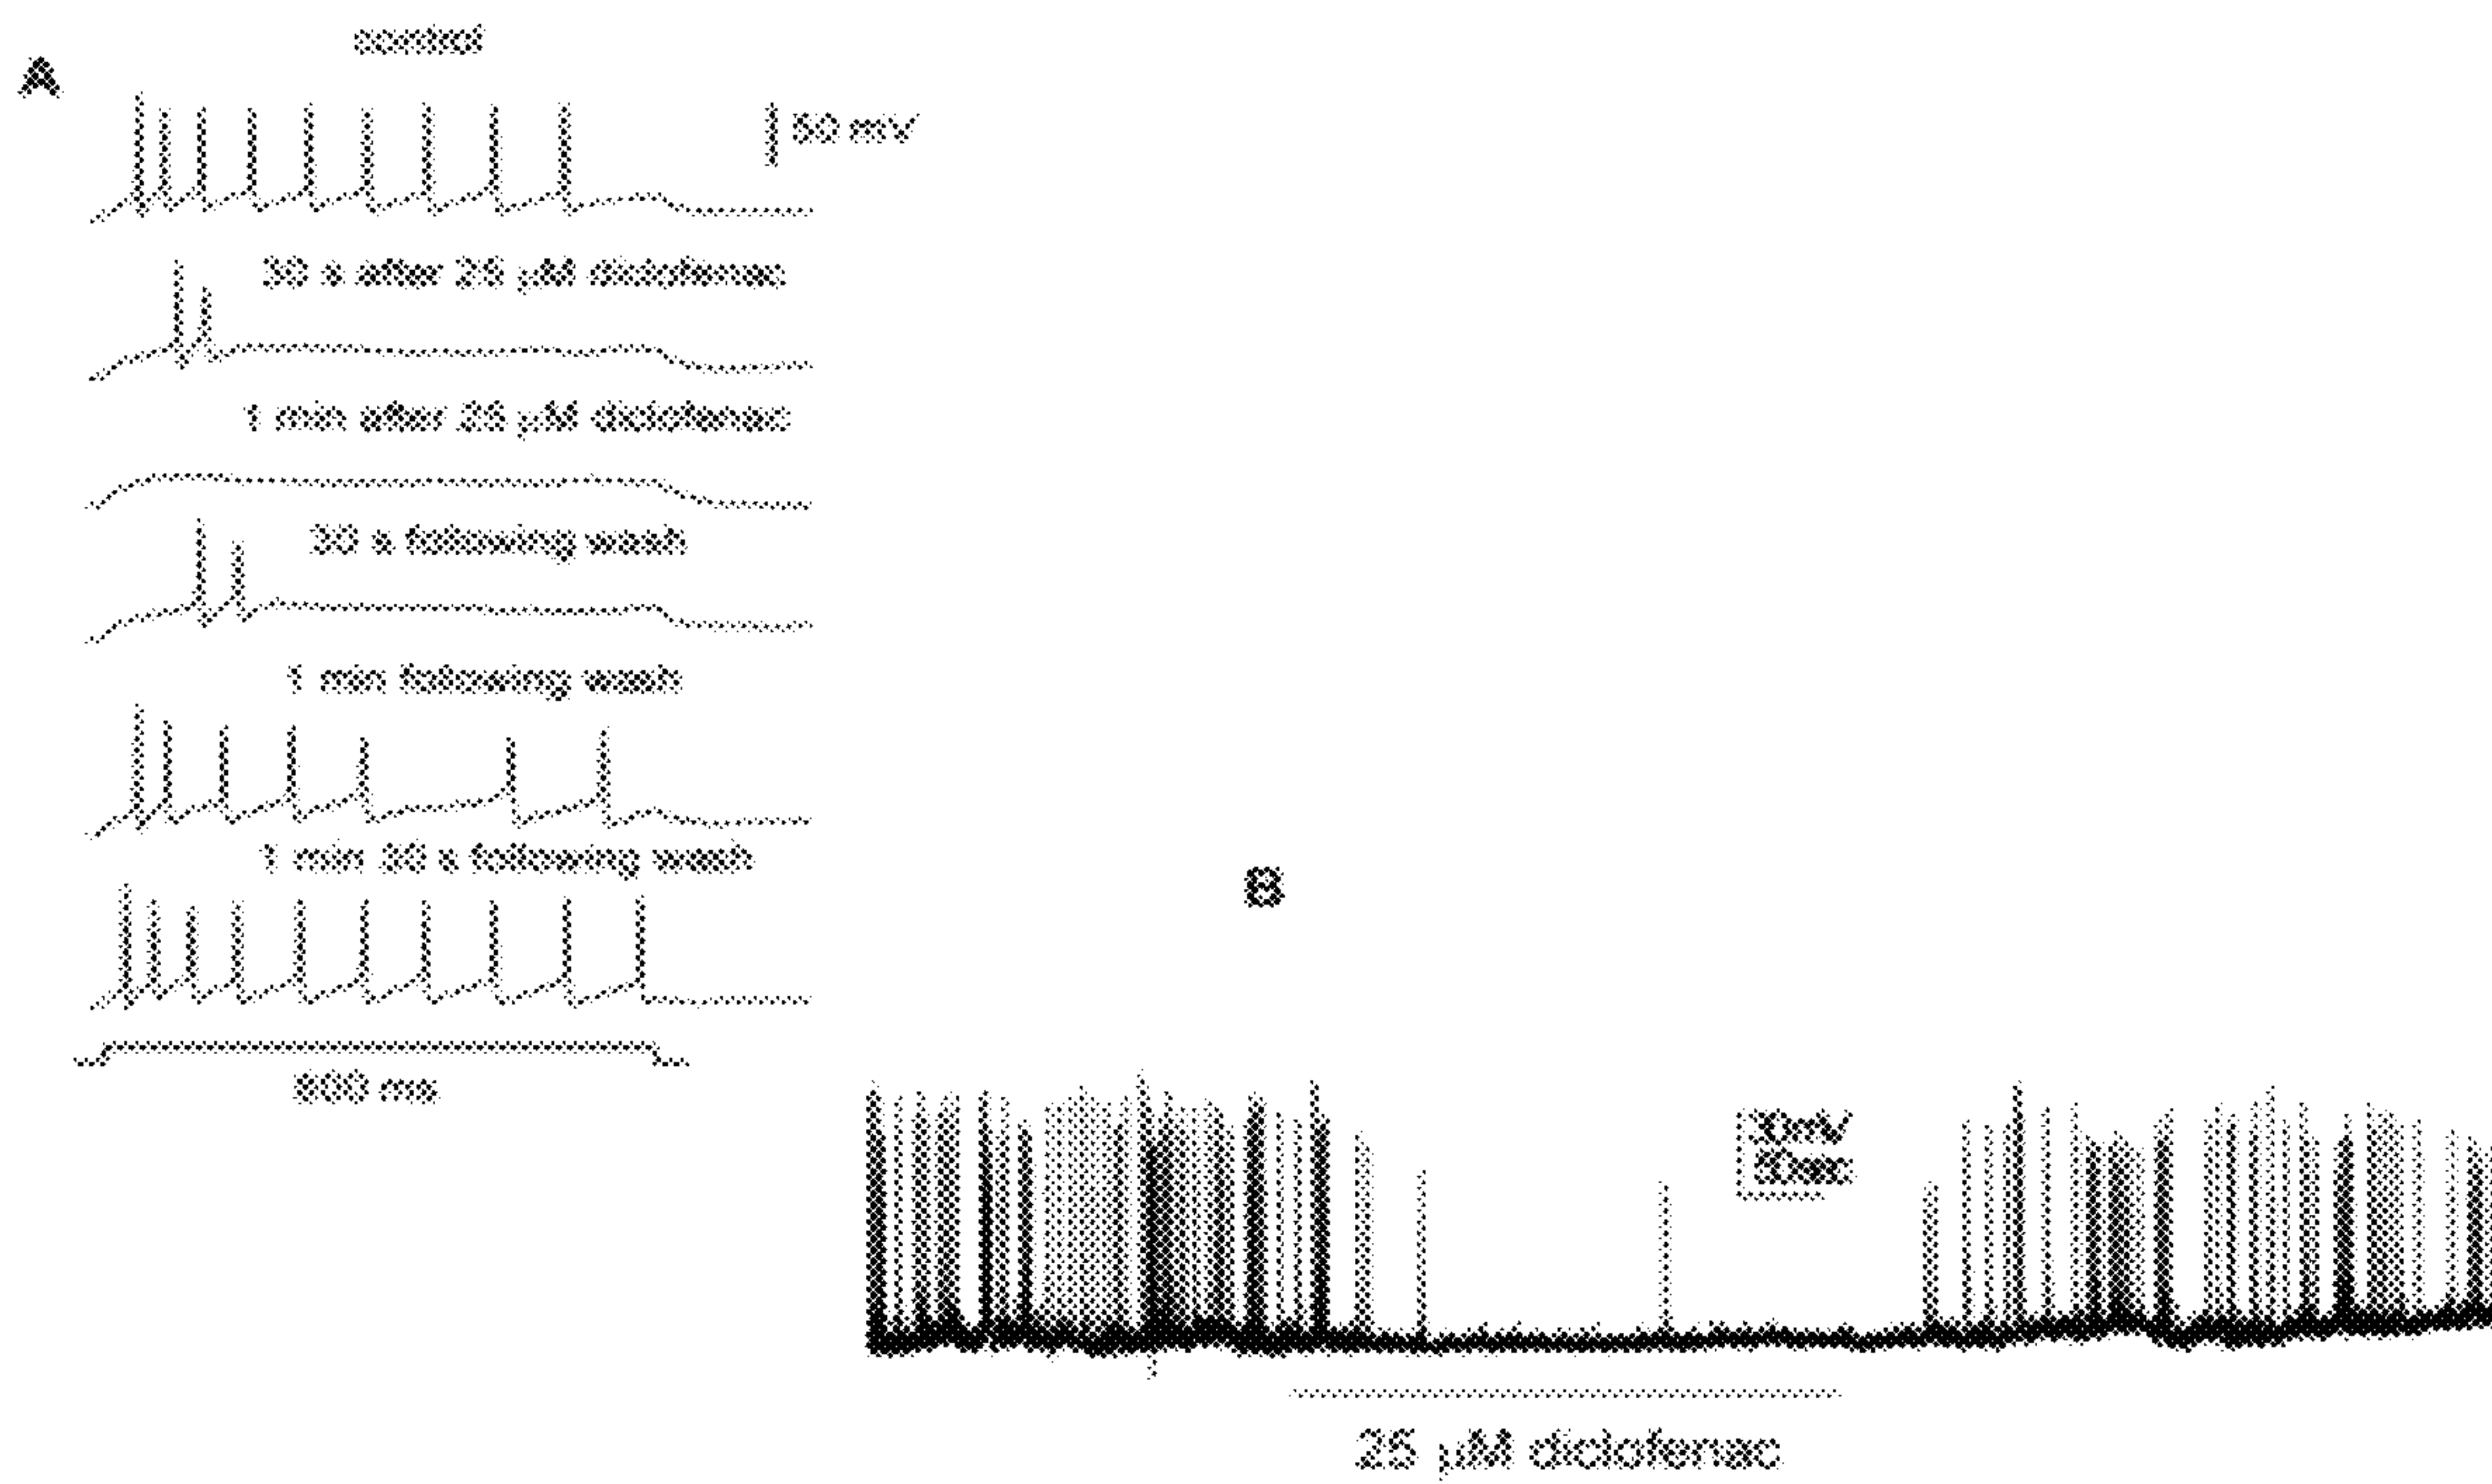 A
control
50 mV
30 s after 25 µM diclofenac
1 min after 25 µM diclofenac
30 s following wash
1 min following wash
1 min 30 s following wash
ms
B
25 µM diclofenac